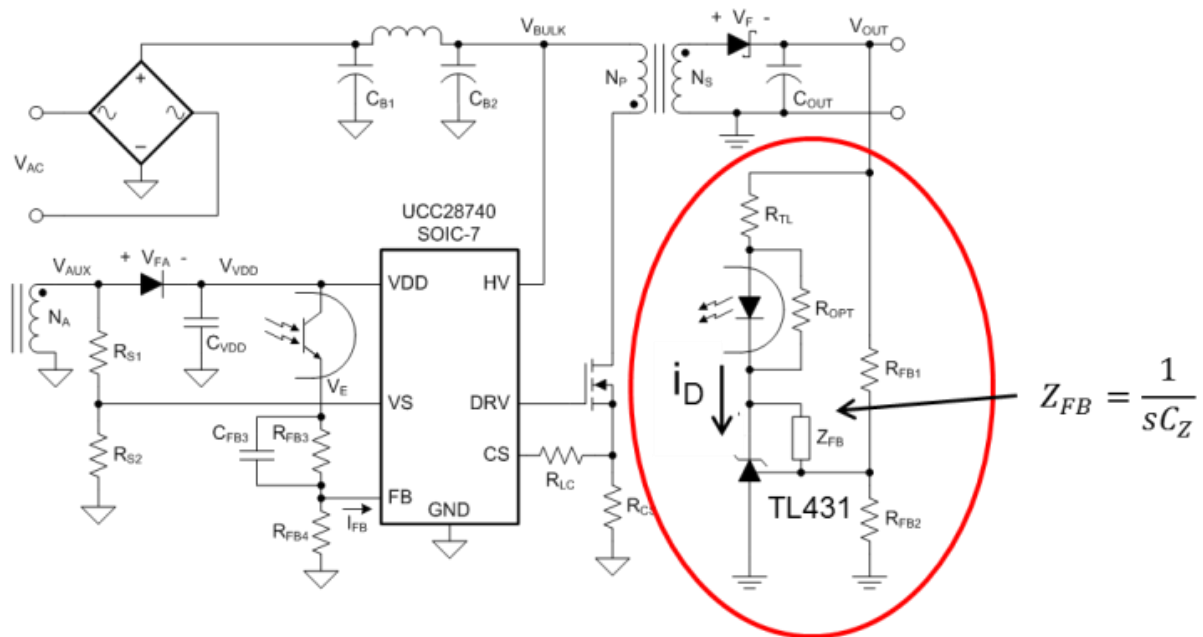 + V_F -
V_BULK
V_OUT
N_P
N_S
C_B1
C_B2
C_OUT
+
-
V_AC
R_TL
UCC28740
SOIC-7
V_AUX
+ V_FA -
V_VDD
VDD
HV
N_A
R_OPT
C_VDD
R_S1
V_E
i_D
R_FB1
Z_FB = 1/(sC_Z)
VS
DRV
C_FB3
R_FB3
Z_FB
R_S2
CS
R_LC
TL431
FB
R_FB2
GND
I_FB
R_FB4